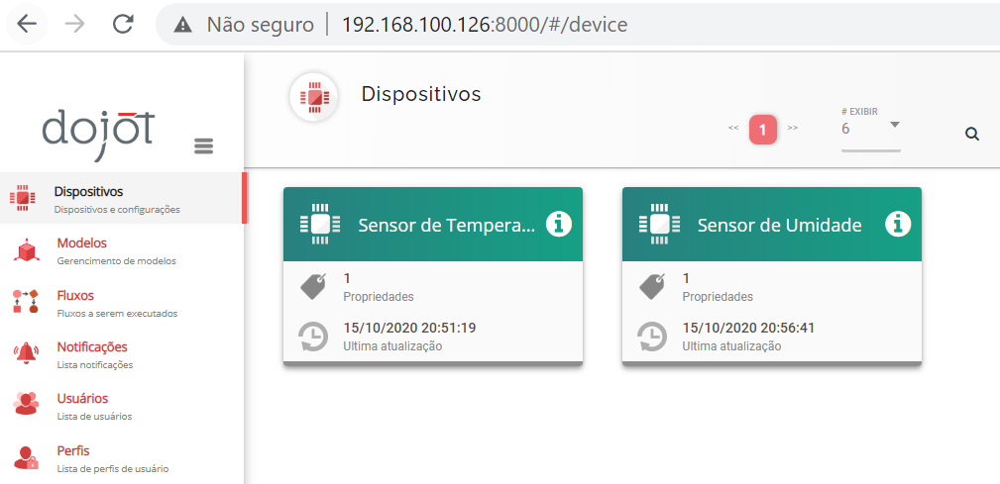 Não seguro | 192.168.100.126:8000/#/device
dojot
Dispositivos
Dispositivos e configurações
Modelos
Gerencimento de modelos
Fluxos
Fluxos a serem executados
Notificações
Lista notificações
Usuários
Lista de usuários
Perfis
Lista de perfis de usuário
Dispositivos
<< 1 >>
# EXIBIR
6
Sensor de Tempera...
1
Propriedades
15/10/2020 20:51:19
Ultima atualização
Sensor de Umidade
1
Propriedades
15/10/2020 20:56:41
Ultima atualização